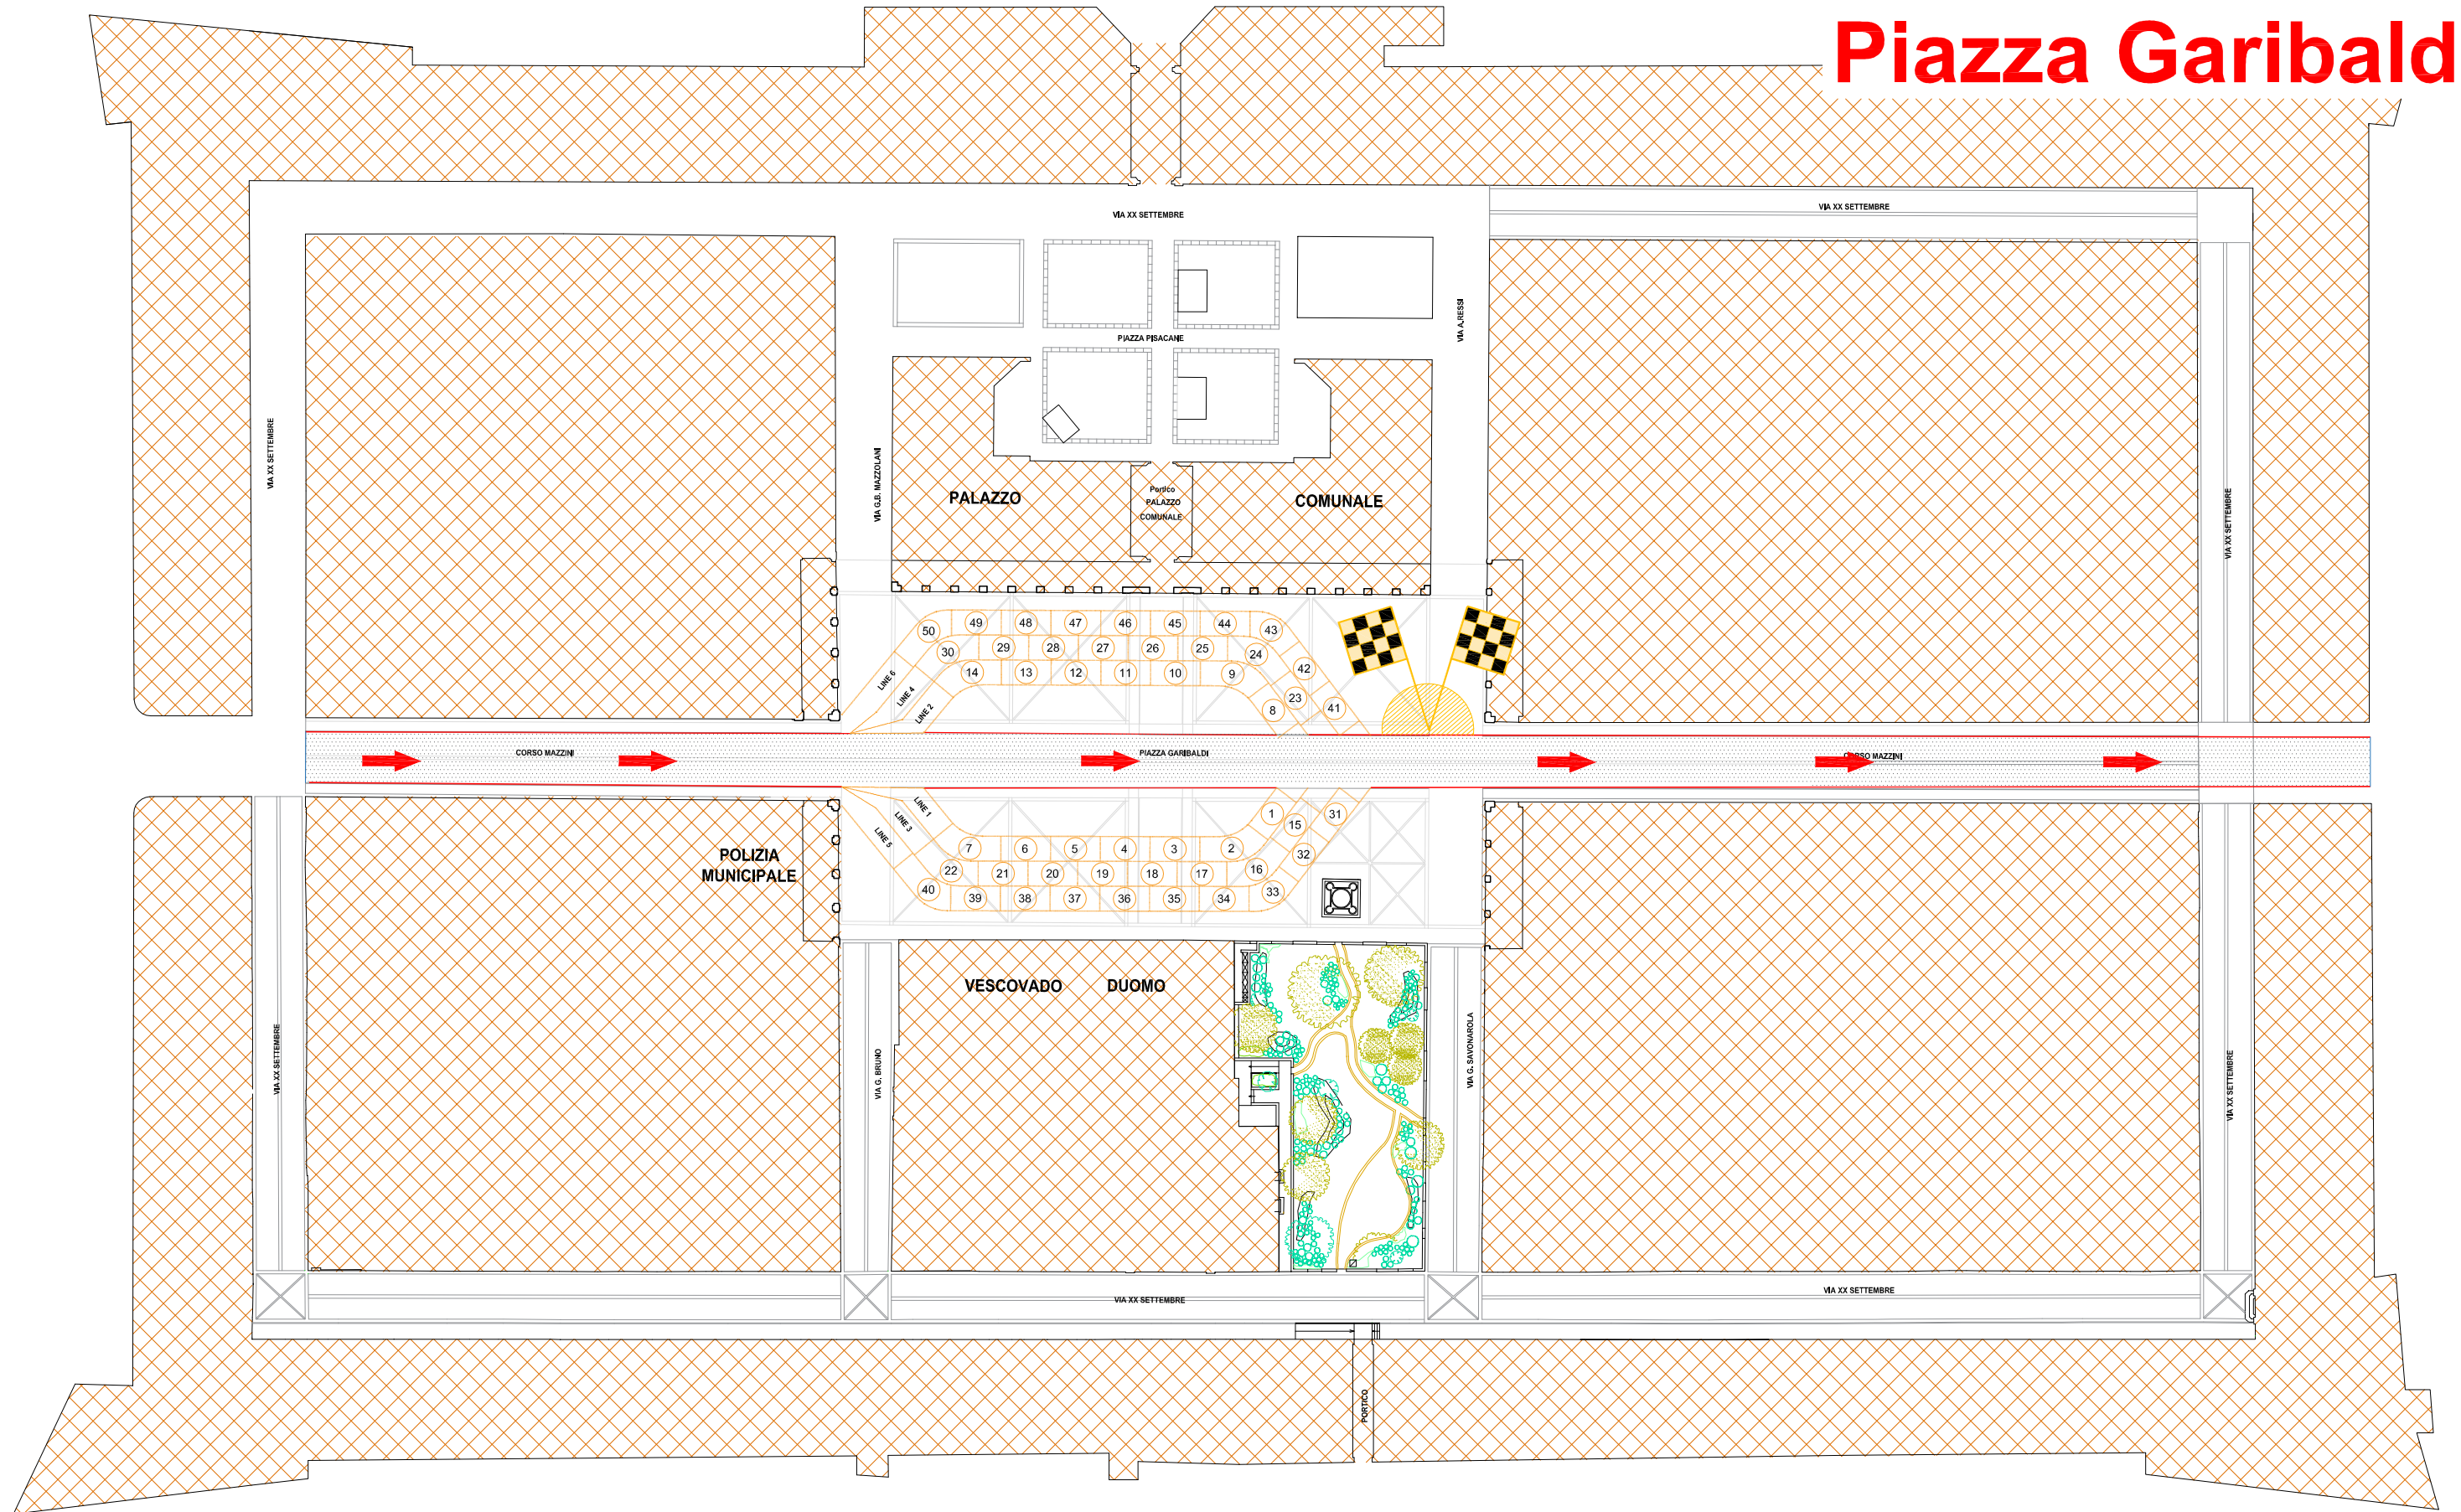 Piazza Garibald
VIA XX SETTEMBRE
VIA XX SETTEMBRE
VIA XX SETTEMBRE
VIA G.B. MAZZOLANI
PIAZZA PISACANE
VIA A.RESSI
VIA XX SETTEMBRE
PALAZZO
Portico
PALAZZO
COMUNALE
COMUNALE
50 49 48 47 46 45 44 43
30 29 28 27 26 25 24 42
14 13 12 11 10 9 23 41
8
LINE 6
LINE 4
LINE 2
CORSO MAZZINI
PIAZZA GARIBALDI
CORSO MAZZINI
LINE 1
LINE 3
LINE 5
1 15 31
7 6 5 4 3 2 32
22 21 20 19 18 17 16
40 39 38 37 36 35 34 33
POLIZIA
MUNICIPALE
VESCOVADO
DUOMO
VIA XX SETTEMBRE
VIA G. BRUNO
VIA G. SAVONAROLA
VIA XX SETTEMBRE
VIA XX SETTEMBRE
VIA XX SETTEMBRE
PORTICO